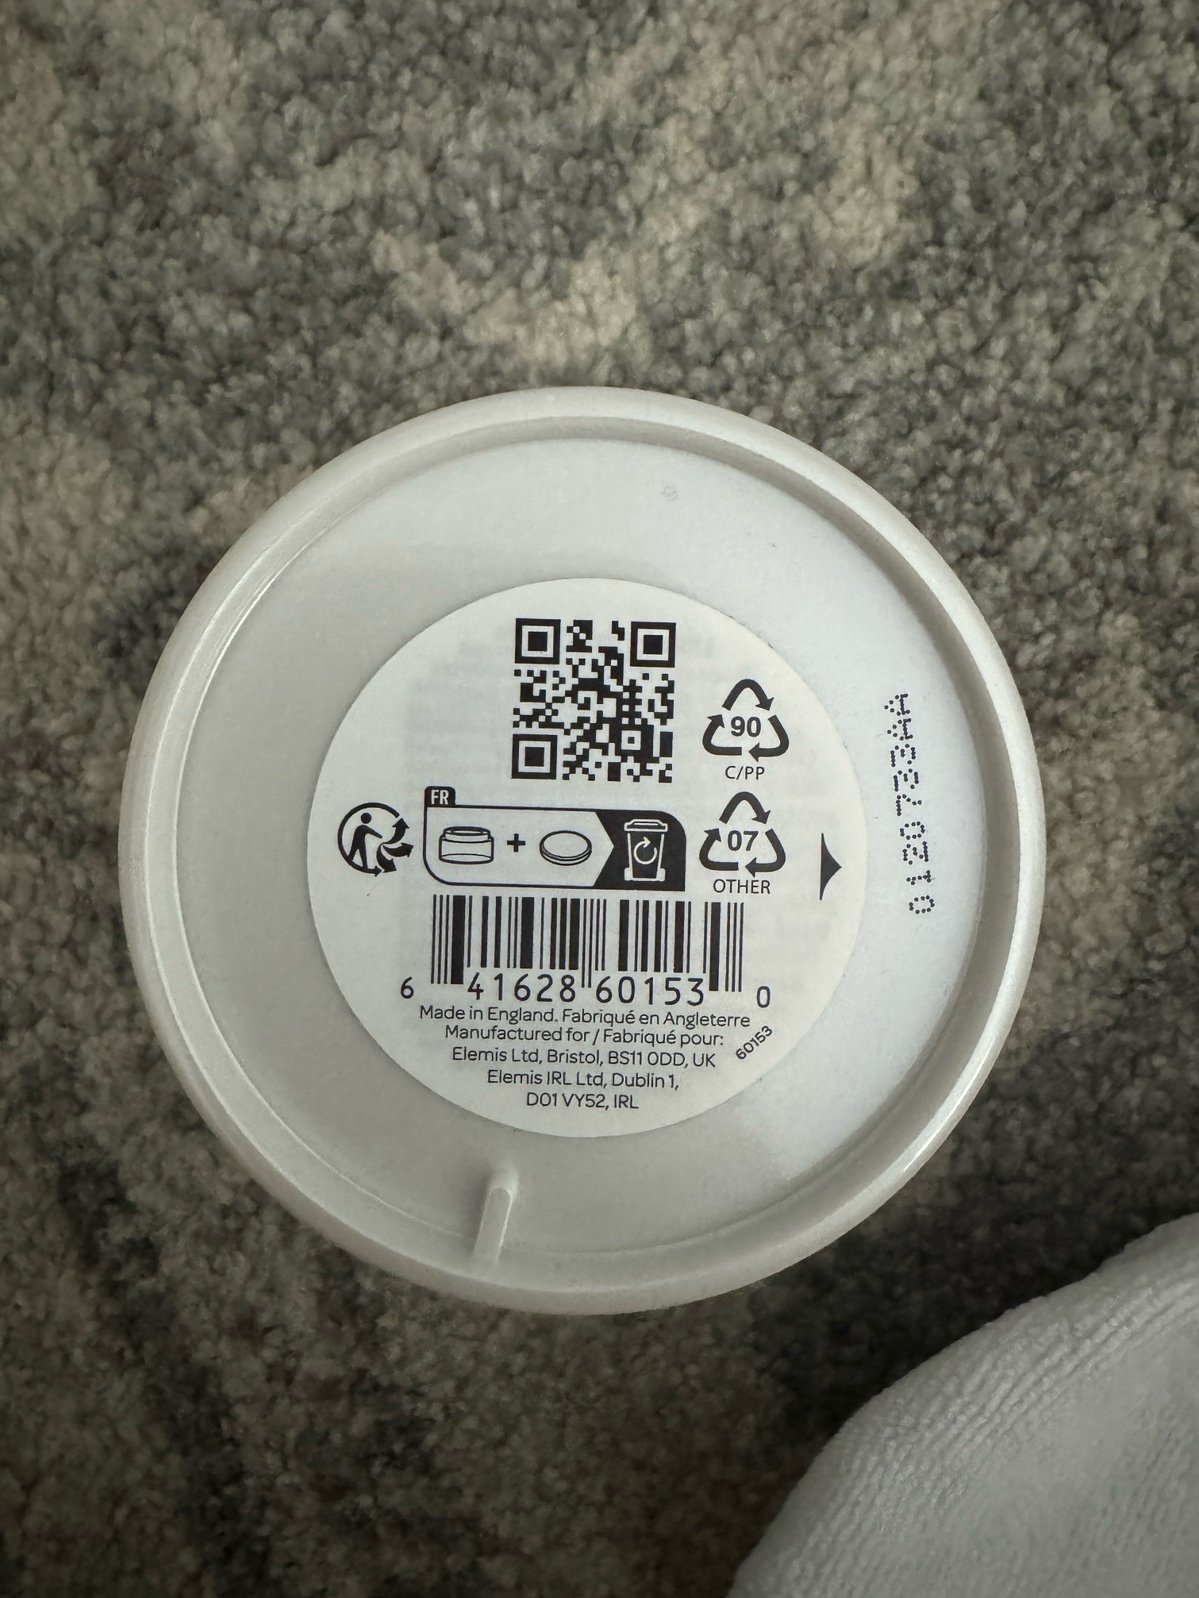 90
C/PP
FR
07
OTHER
0120733AA
6 41628 60153 0
Made in England. Fabriqué en Angleterre
Manufactured for / Fabriqué pour:
Elemis Ltd, Bristol, BS11 0DD, UK
60153
Elemis IRL Ltd, Dublin 1,
D01 VY52, IRL